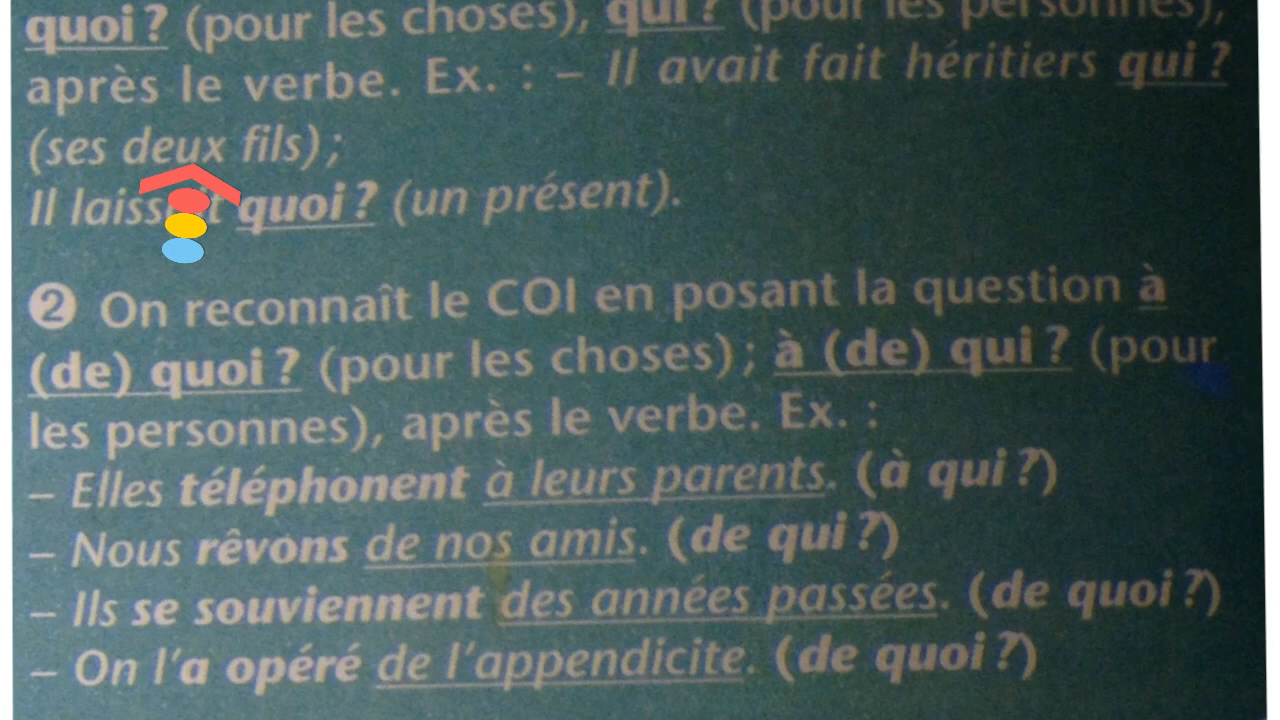 quoi ? (pour les choses), qui ? (pour les personnes),
après le verbe. Ex. : – Il avait fait héritiers qui ?
(ses deux fils) ;
Il quoi ? (un présent).
2 On reconnaît le COI en posant la question à
(de) quoi ? (pour les choses) ; à (de) qui ? (pour
les personnes), après le verbe. Ex. :
– Elles téléphonent à leurs parents. (à qui ?)
– Nous rêvons de nos amis. (de qui ?)
– Ils se souviennent des années passées. (de quoi ?)
– On l'a opéré de l'appendicite. (de quoi ?)